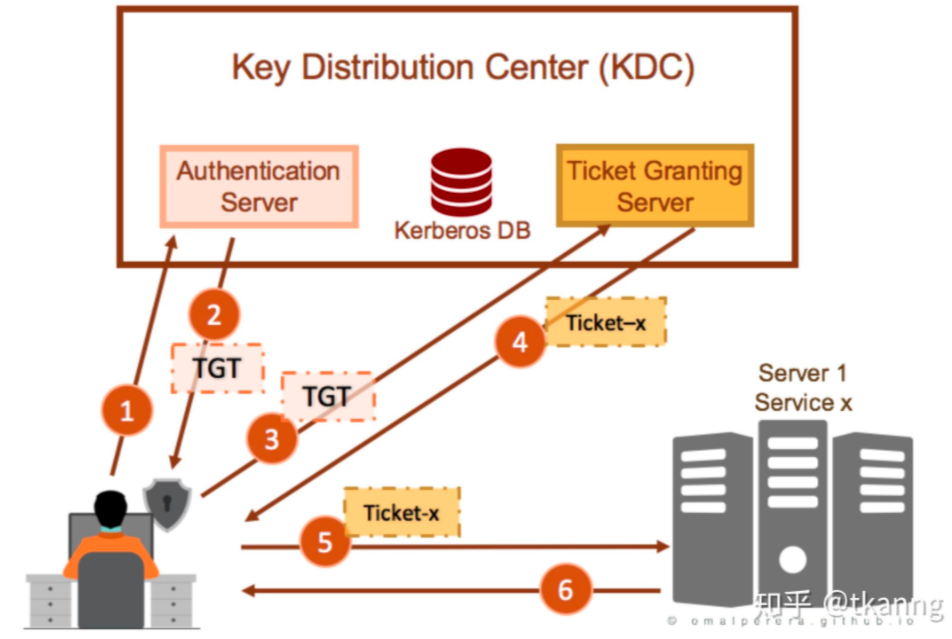 Key Distribution Center (KDC)
Authentication
Server
Kerberos DB
Ticket Granting
Server
2
TGT
1
TGT
3
4
Ticket–x
Server 1
Service x
Ticket-x
5
6
知乎 @tkanng
© omalperera.github.io